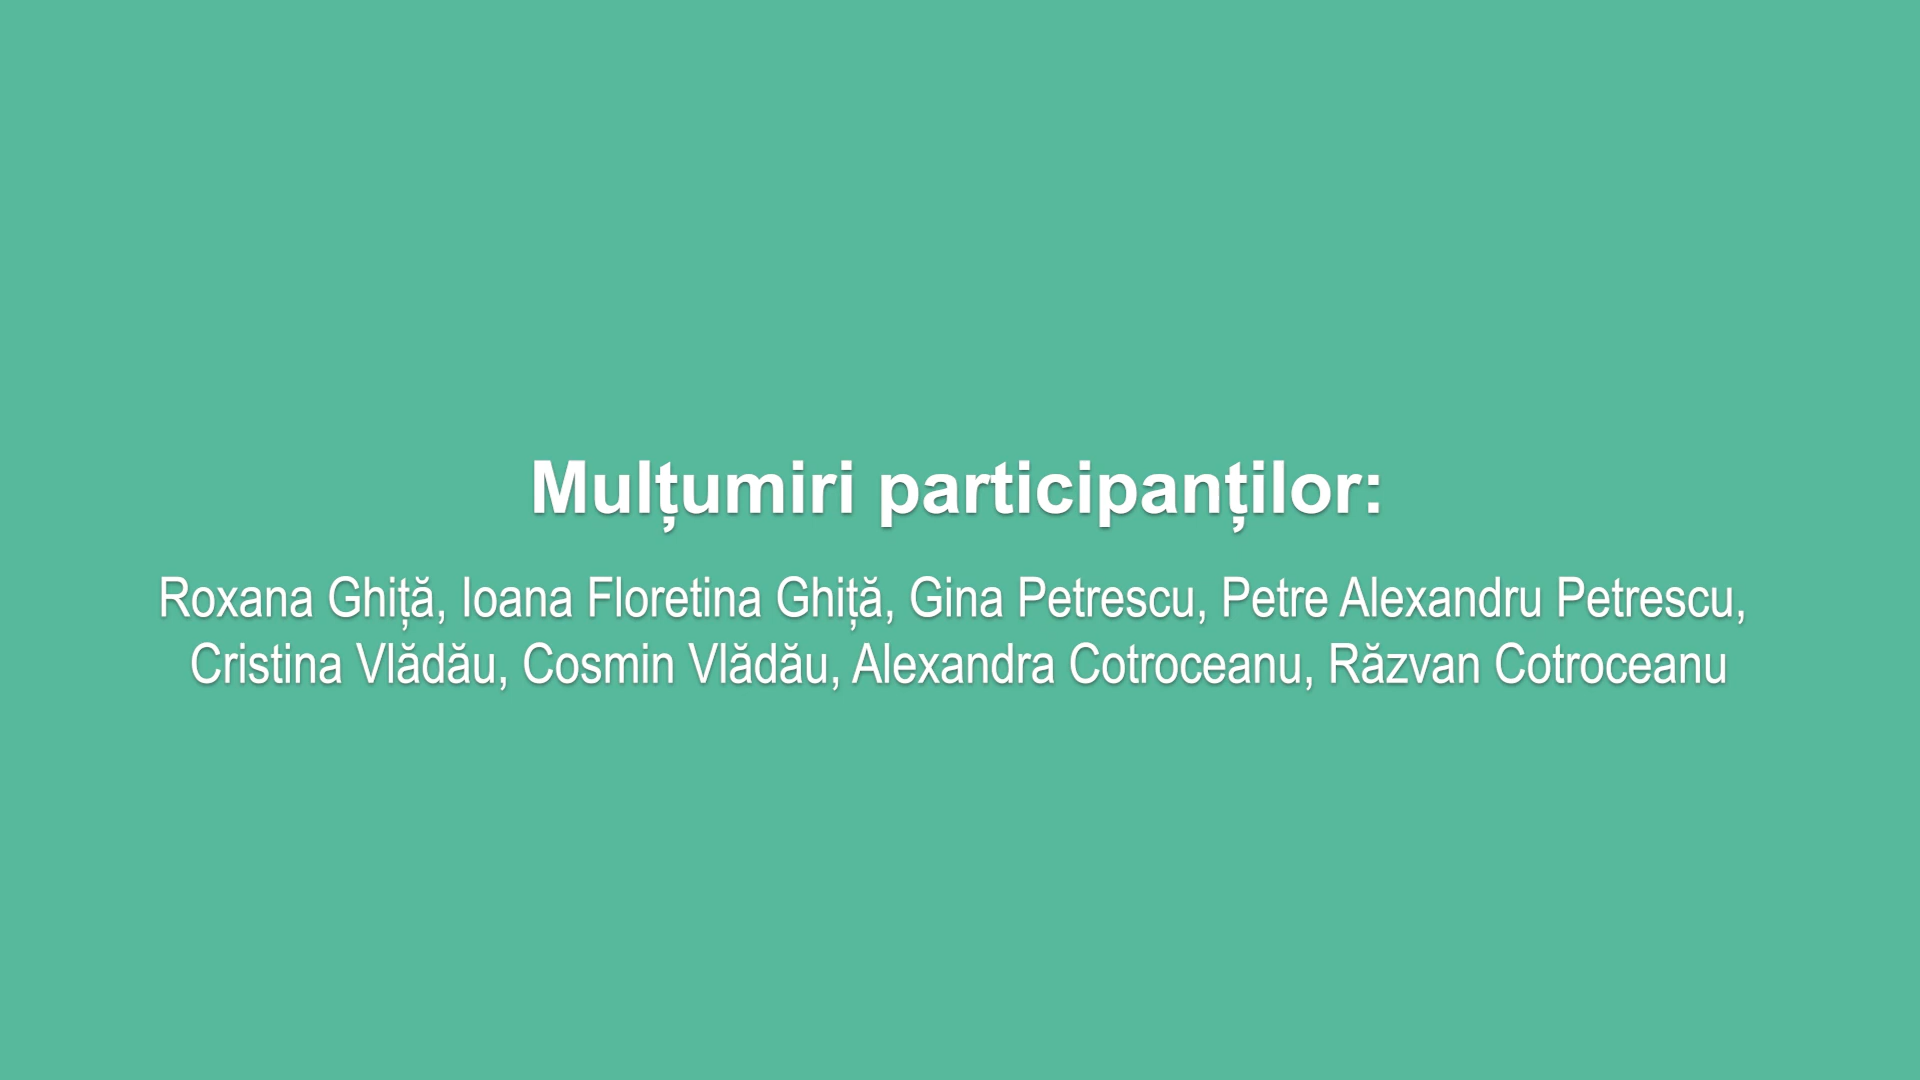 Mulțumiri participanților:
Roxana Ghiță, Ioana Floretina Ghiță, Gina Petrescu, Petre Alexandru Petrescu,
Cristina Vlădău, Cosmin Vlădău, Alexandra Cotroceanu, Răzvan Cotroceanu